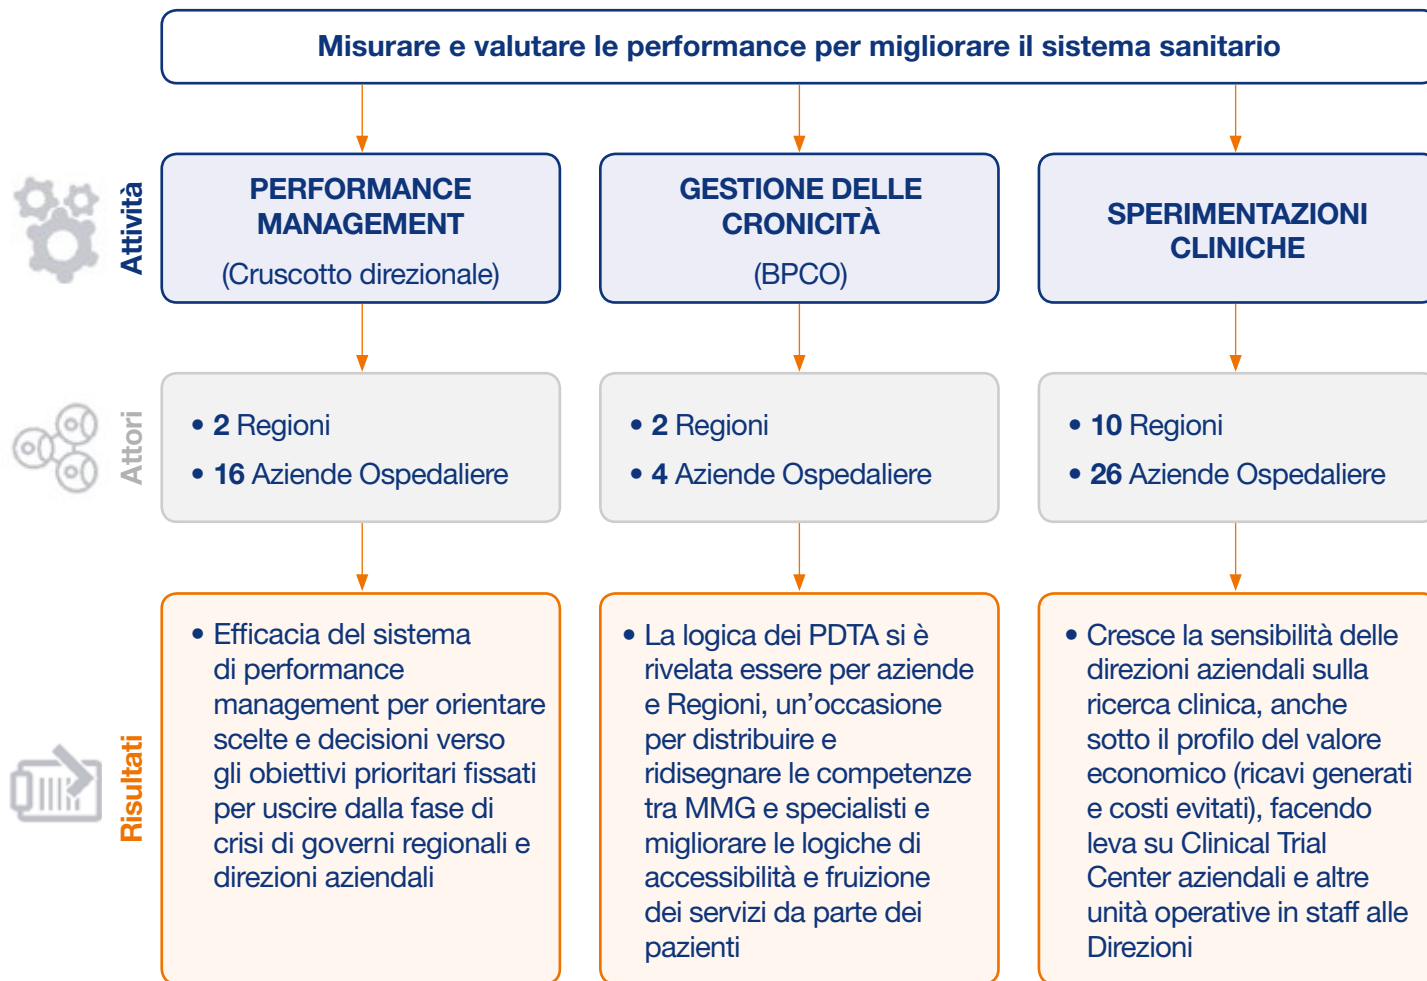 Misurare e valutare le performance per migliorare il sistema sanitario
Attività
PERFORMANCE
MANAGEMENT
(Cruscotto direzionale)
GESTIONE DELLE
CRONICITÀ
(BPCO)
SPERIMENTAZIONI
CLINICHE
Attori
• 2 Regioni
• 16 Aziende Ospedaliere
• 2 Regioni
• 4 Aziende Ospedaliere
• 10 Regioni
• 26 Aziende Ospedaliere
Risultati
• Efficacia del sistema
di performance
management per orientare
scelte e decisioni verso
gli obiettivi prioritari fissati
per uscire dalla fase di
crisi di governi regionali e
direzioni aziendali
• La logica dei PDTA si è
rivelata essere per aziende
e Regioni, un’occasione
per distribuire e
ridisegnare le competenze
tra MMG e specialisti e
migliorare le logiche di
accessibilità e fruizione
dei servizi da parte dei
pazienti
• Cresce la sensibilità delle
direzioni aziendali sulla
ricerca clinica, anche
sotto il profilo del valore
economico (ricavi generati
e costi evitati), facendo
leva su Clinical Trial
Center aziendali e altre
unità operative in staff alle
Direzioni